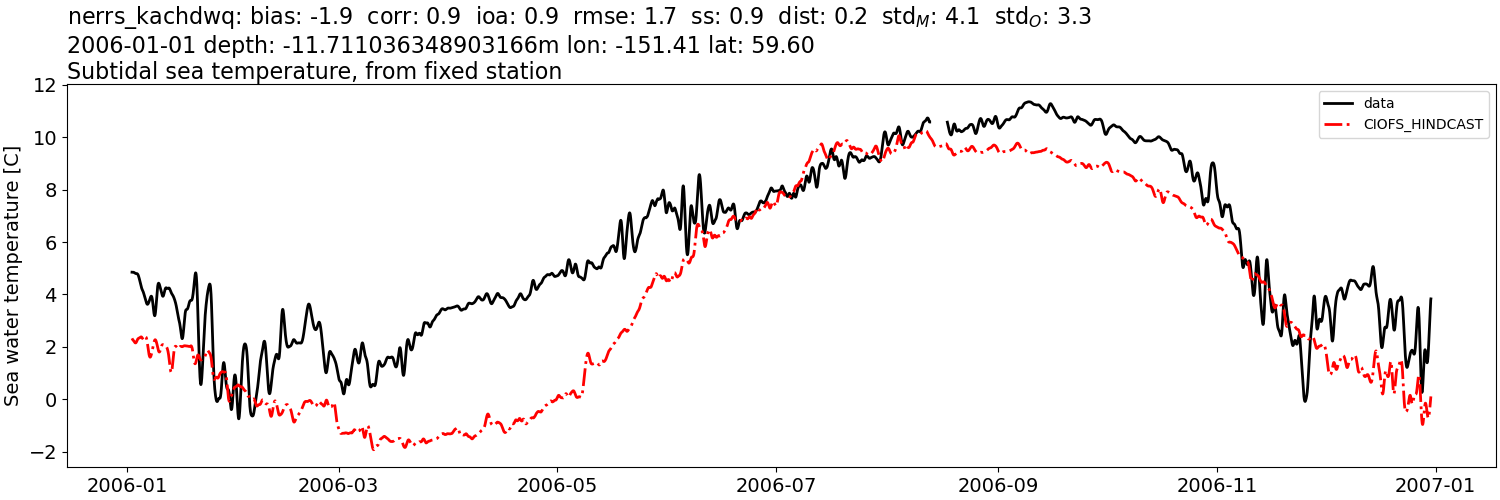 nerrs_kachdwq: bias: -1.9 corr: 0.9 ioa: 0.9 rmse: 1.7 ss: 0.9 dist: 0.2 std_M: 4.1 std_O: 3.3
2006-01-01 depth: -11.711036348903166m lon: -151.41 lat: 59.60
Subtidal sea temperature, from fixed station
Sea water temperature [C]
12
10
8
6
4
2
0
−2
data
CIOFS_HINDCAST
2006-01 2006-03 2006-05 2006-07 2006-09 2006-11 2007-01